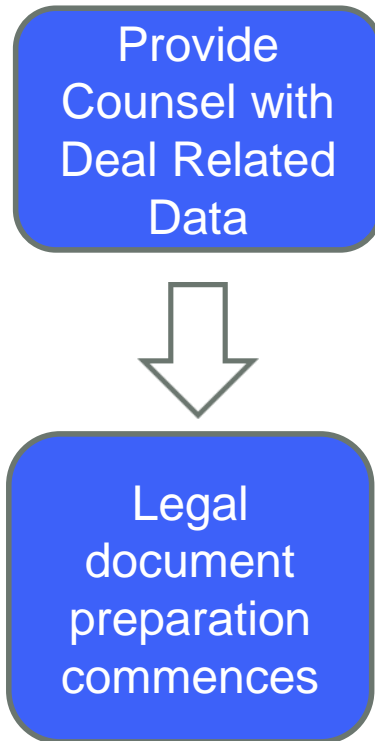 Provide
Counsel with
Deal Related
Data
Legal
document
preparation
commences